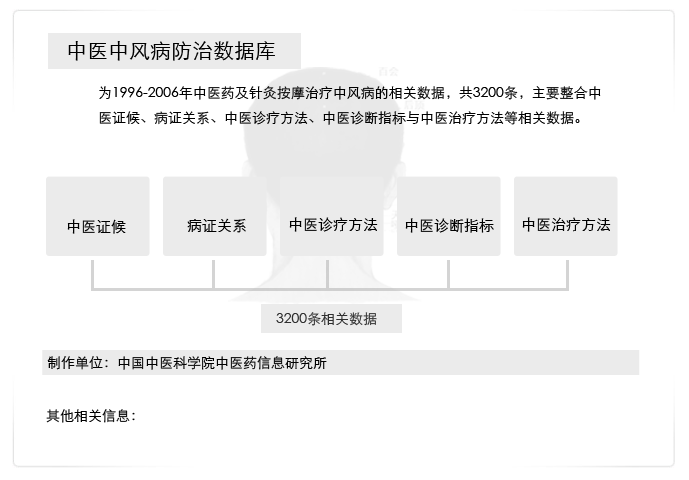 中医中风病防治数据库
为1996-2006年中医药及针灸按摩治疗中风病的相关数据，共3200条，主要整合中
医证候、病证关系、中医诊疗方法、中医诊断指标与中医治疗方法等相关数据。
中医证候
病证关系
中医诊疗方法
中医诊断指标
中医治疗方法
3200条相关数据
制作单位：中国中医科学院中医药信息研究所
其他相关信息：